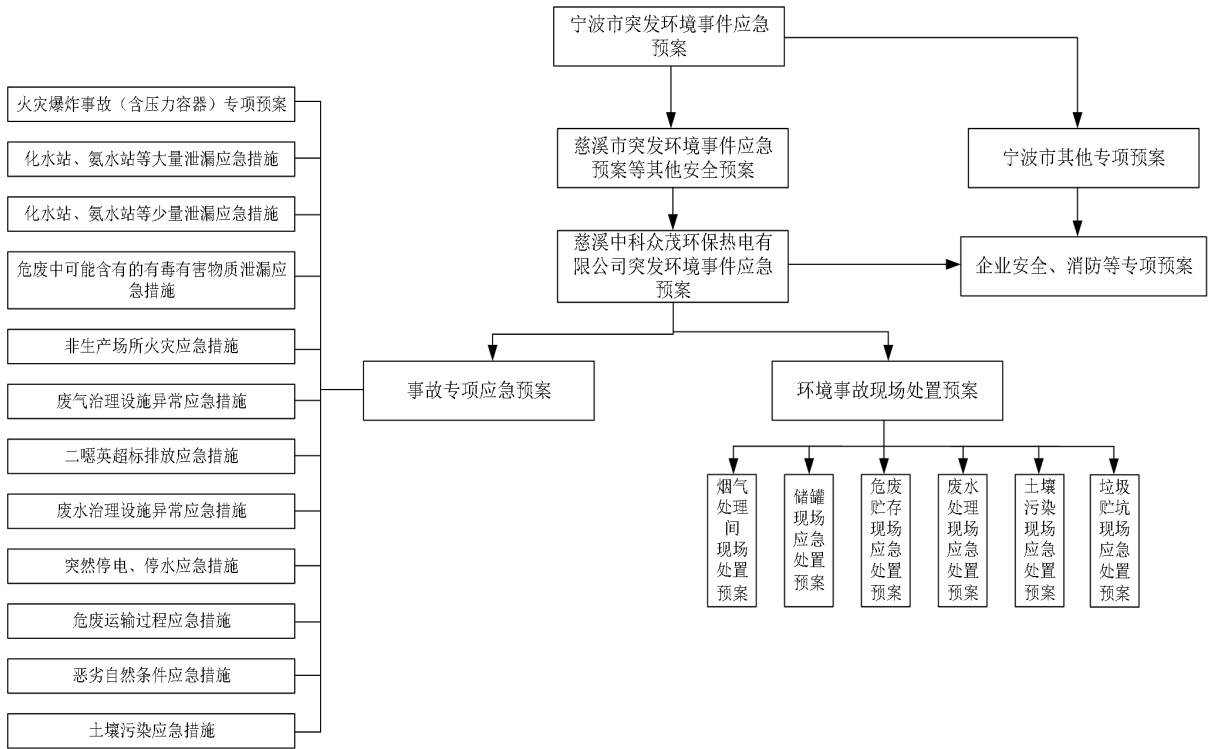 宁波市突发环境事件应急
预案
慈溪市突发环境事件应急
预案等其他安全预案
宁波市其他专项预案
慈溪中科众茂环保热电有
限公司突发环境事件应急
预案
企业安全、消防等专项预案
事故专项应急预案
环境事故现场处置预案
火灾爆炸事故（含压力容器）专项预案
化水站、氨水站等大量泄漏应急措施
化水站、氨水站等少量泄漏应急措施
危废中可能含有的有毒有害物质泄漏应
急措施
非生产场所火灾应急措施
废气治理设施异常应急措施
二噁英超标排放应急措施
废水治理设施异常应急措施
突然停电、停水应急措施
危废运输过程应急措施
恶劣自然条件应急措施
土壤污染应急措施
烟气
处理
间
现场
处置
预案
储罐
现场
应急
处置
预案
危废
贮存
现场
应急
处置
预案
废水
处理
现场
应急
处置
预案
土壤
污染
现场
应急
处置
预案
垃圾
贮坑
现场
应急
处置
预案